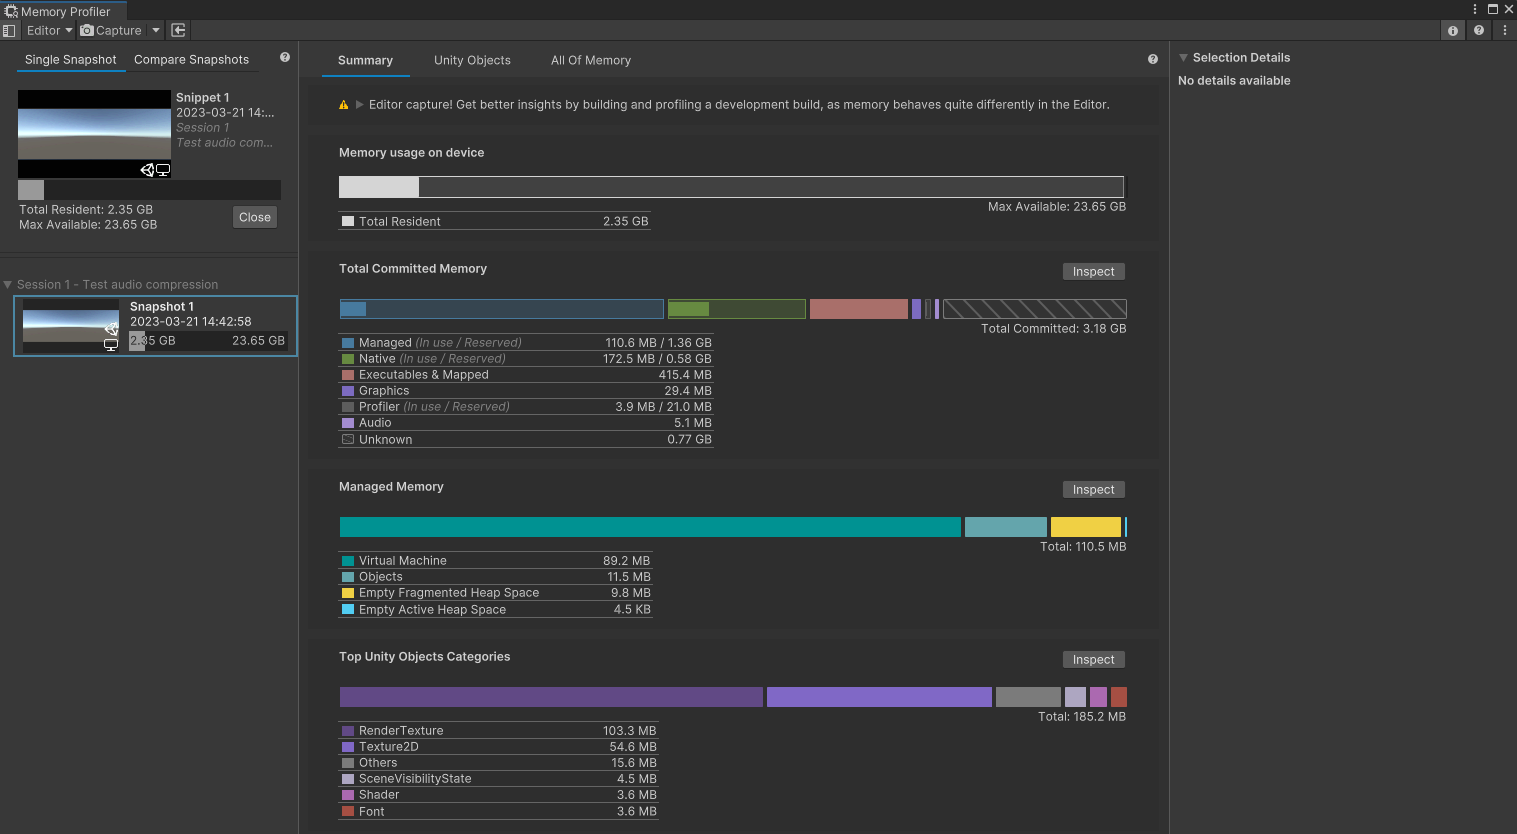 Memory Profiler
Editor
Capture
Single Snapshot
Compare Snapshots
Snippet 1
2023-03-21 14:...
Session 1
Test audio com...
Total Resident: 2.35 GB
Max Available: 23.65 GB
Close
Session 1 - Test audio compression
Snapshot 1
2023-03-21 14:42:58
2.35 GB 23.65 GB
Summary
Unity Objects
All Of Memory
Editor capture! Get better insights by building and profiling a development build, as memory behaves quite differently in the Editor.
Memory usage on device
Max Available: 23.65 GB
Total Resident 2.35 GB
Total Committed Memory
Inspect
Total Committed: 3.18 GB
Managed (In use / Reserved) 110.6 MB / 1.36 GB
Native (In use / Reserved) 172.5 MB / 0.58 GB
Executables & Mapped 415.4 MB
Graphics 29.4 MB
Profiler (In use / Reserved) 3.9 MB / 21.0 MB
Audio 5.1 MB
Unknown 0.77 GB
Managed Memory
Inspect
Total: 110.5 MB
Virtual Machine 89.2 MB
Objects 11.5 MB
Empty Fragmented Heap Space 9.8 MB
Empty Active Heap Space 4.5 KB
Top Unity Objects Categories
Inspect
Total: 185.2 MB
RenderTexture 103.3 MB
Texture2D 54.6 MB
Others 15.6 MB
SceneVisibilityState 4.5 MB
Shader 3.6 MB
Font 3.6 MB
Selection Details
No details available